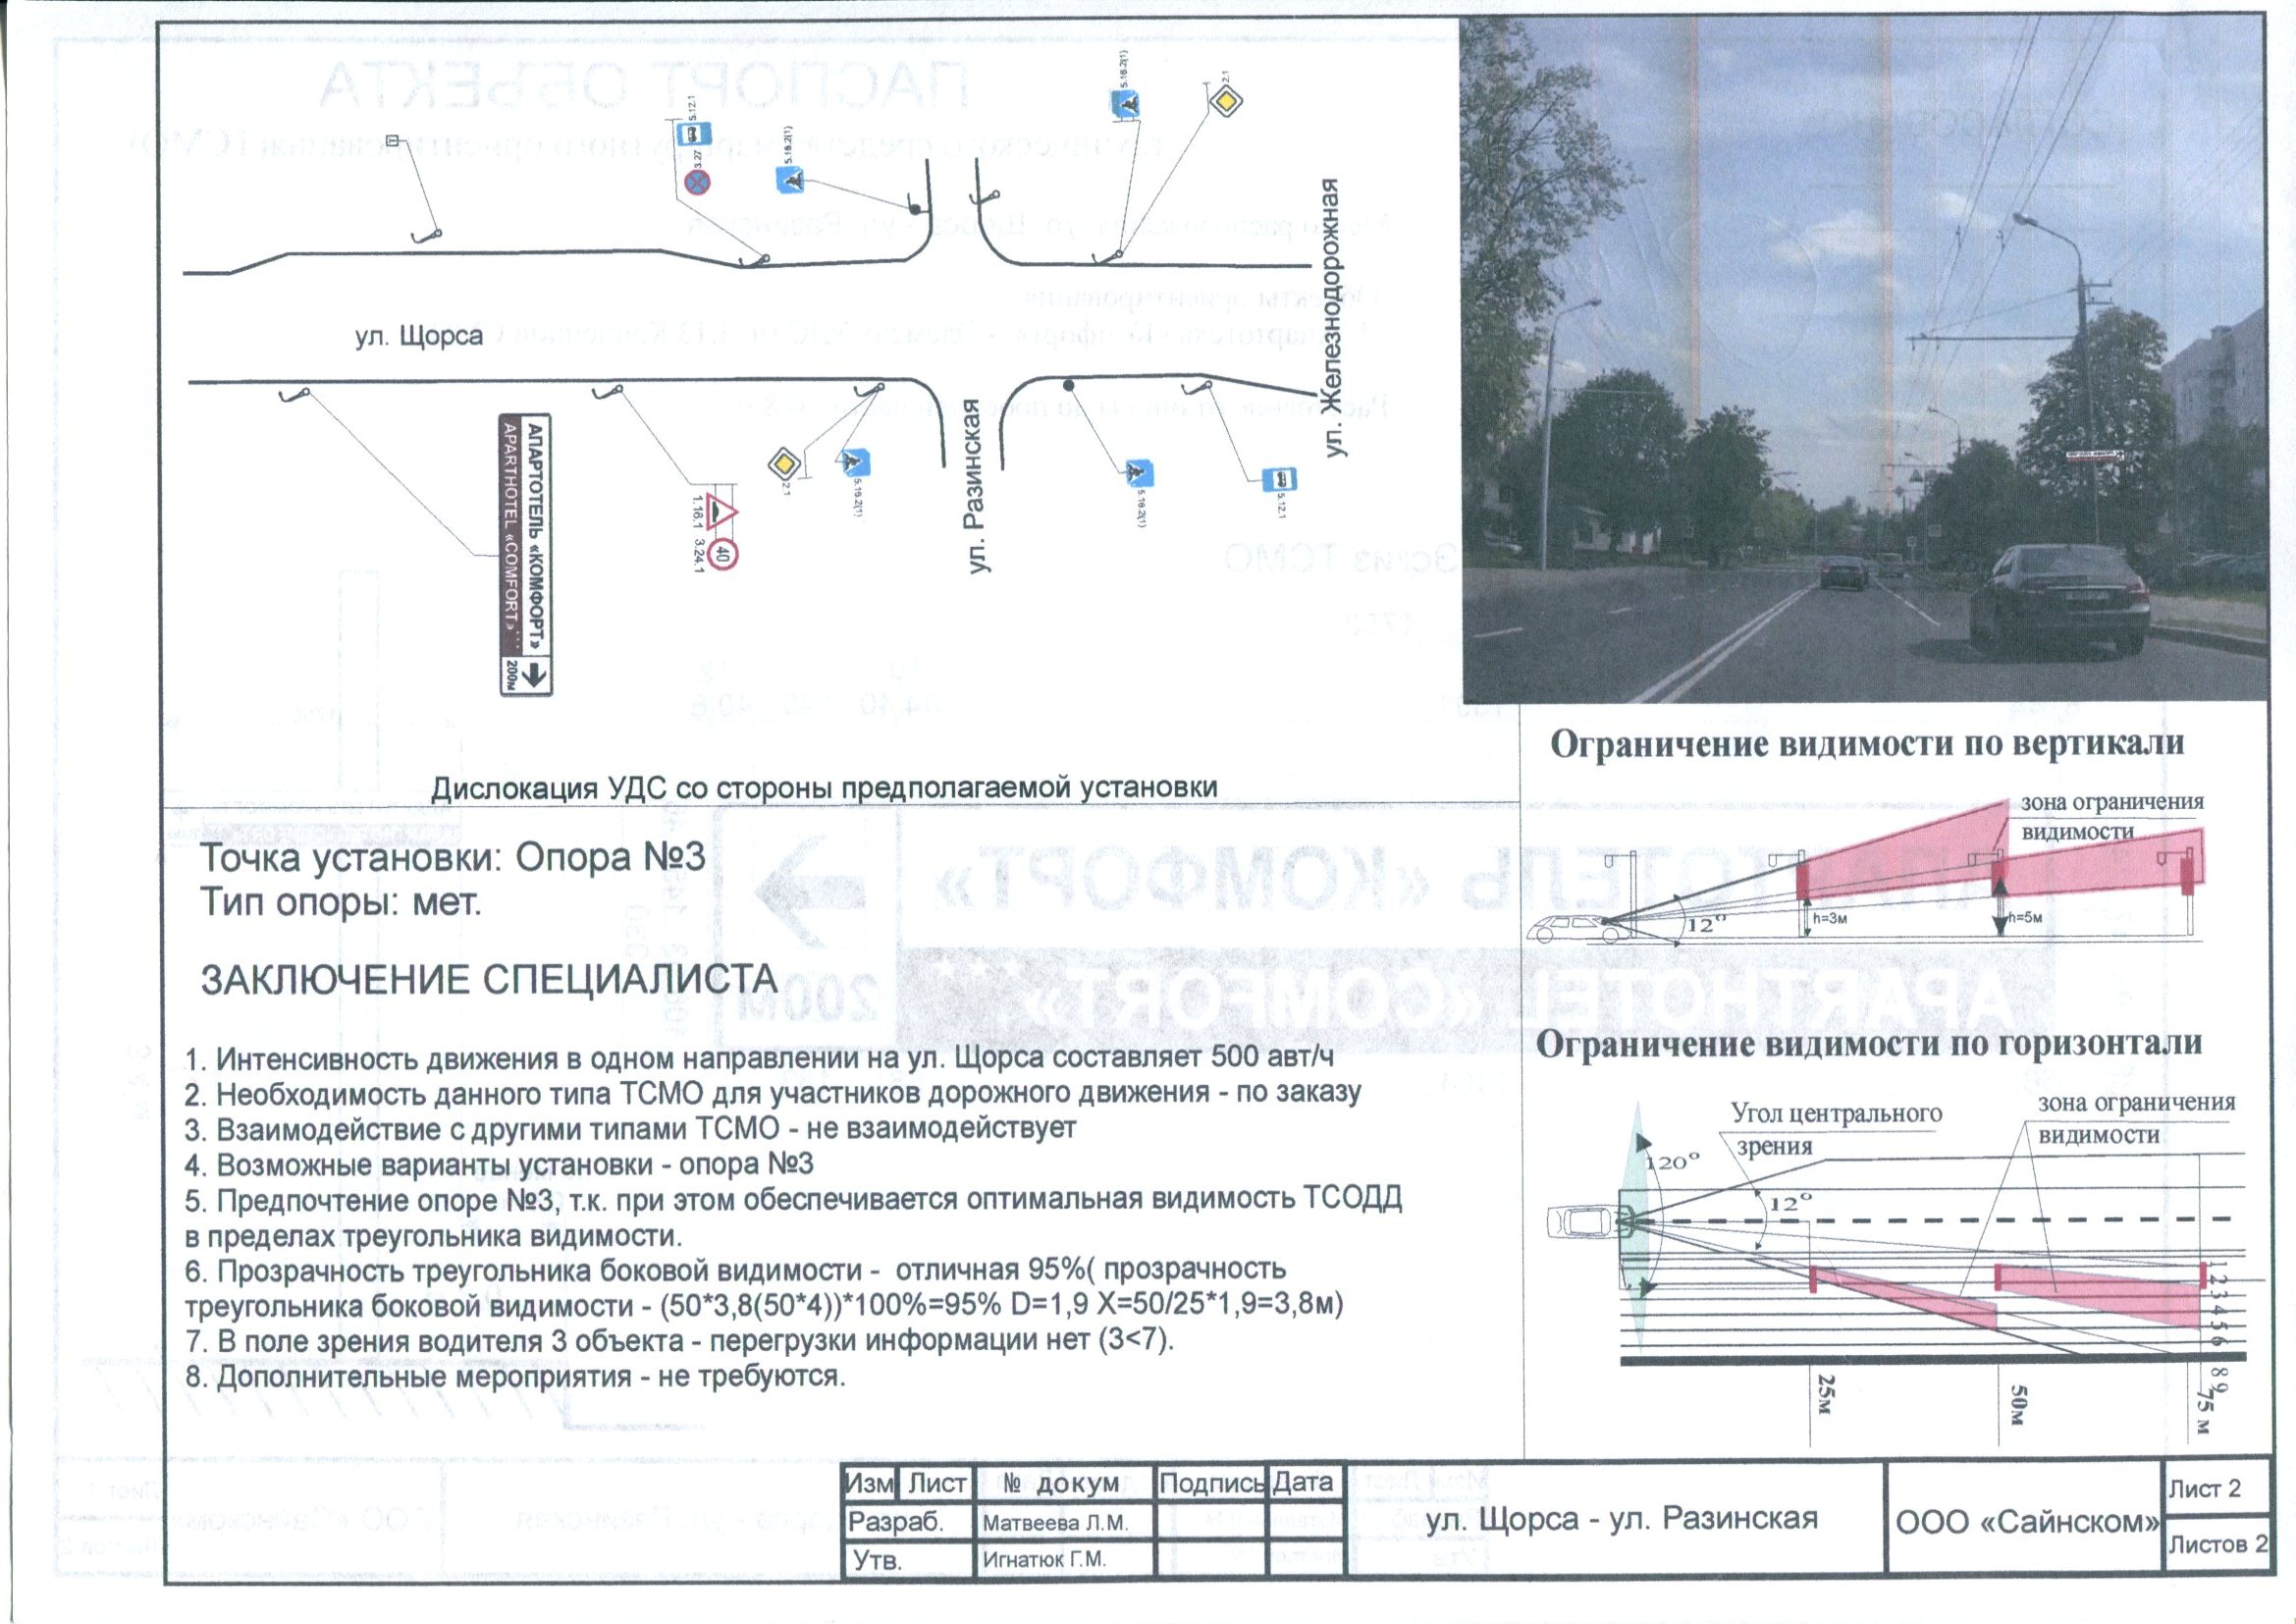 5.16.2(1)
2.1
5.12.1
3.27
5.16.2(1)
ул. Железнодорожная
ул. Щорса
АПАРТОТЕЛЬ «КОМФОРТ»
APARTHOTEL «COMFORT»***
200м
1.16.1 3.24.1
40
2.1
5.16.2(1)
ул. Разинская
5.16.2(1)
5.12.1
Дислокация УДС со стороны предполагаемой установки
Точка установки: Опора №3
Тип опоры: мет.
ЗАКЛЮЧЕНИЕ СПЕЦИАЛИСТА
1. Интенсивность движения в одном направлении на ул. Щорса составляет 500 авт/ч
2. Необходимость данного типа ТСМО для участников дорожного движения - по заказу
3. Взаимодействие с другими типами ТСМО - не взаимодействует
4. Возможные варианты установки - опора №3
5. Предпочтение опоре №3, т.к. при этом обеспечивается оптимальная видимость ТСОДД
в пределах треугольника видимости.
6. Прозрачность треугольника боковой видимости - отличная 95%( прозрачность
треугольника боковой видимости - (50*3,8(50*4))*100%=95% D=1,9 X=50/25*1,9=3,8м)
7. В поле зрения водителя 3 объекта - перегрузки информации нет (3<7).
8. Дополнительные мероприятия - не требуются.
Ограничение видимости по вертикали
зона ограничения
видимости
12°
h=3м
h=5м
Ограничение видимости по горизонтали
Угол центрального
зрения
зона ограничения
видимости
120°
12°
1 2 3 4 5 6 8 9
25м
50м
75 м
Изм Лист № докум Подпись Дата
Разраб. Матвеева Л.М.
Утв. Игнатюк Г.М.
ул. Щорса - ул. Разинская
ООО «Сайнском»
Лист 2
Листов 2